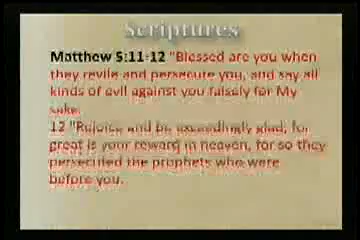 Scriptures
Matthew 5:11-12 "Blessed are you when
they revile and persecute you, and say all
kinds of evil against you falsely for My
sake.
12 "Rejoice and be exceedingly glad, for
great is your reward in heaven, for so they
persecuted the prophets who were
before you.